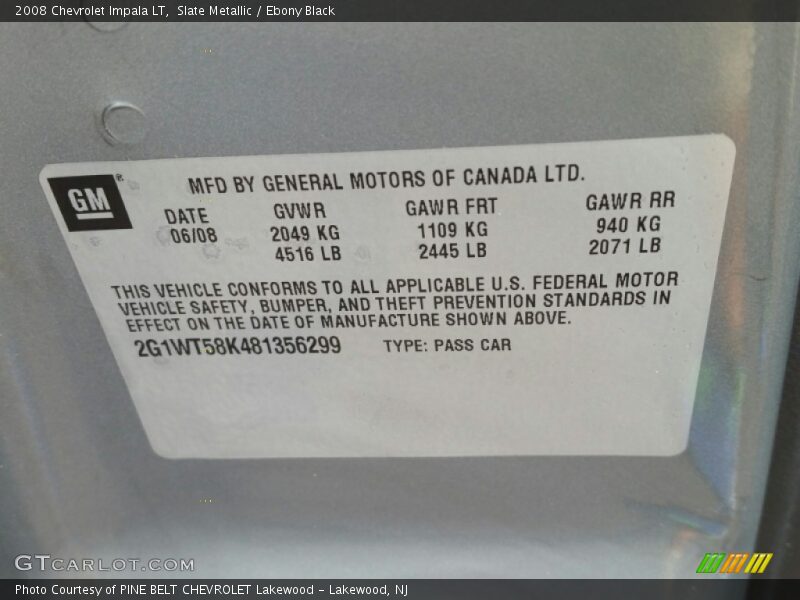 2008 Chevrolet Impala LT,  Slate Metallic / Ebony Black
GM®
MFD BY GENERAL MOTORS OF CANADA LTD.
DATE GVWR GAWR FRT GAWR RR
06/08 2049 KG 1109 KG 940 KG
4516 LB 2445 LB 2071 LB
THIS VEHICLE CONFORMS TO ALL APPLICABLE U.S. FEDERAL MOTOR
VEHICLE SAFETY, BUMPER, AND THEFT PREVENTION STANDARDS IN
EFFECT ON THE DATE OF MANUFACTURE SHOWN ABOVE.
2G1WT58K481356299 TYPE: PASS CAR
GTCARLOT.COM
Photo Courtesy of PINE BELT CHEVROLET Lakewood - Lakewood, NJ